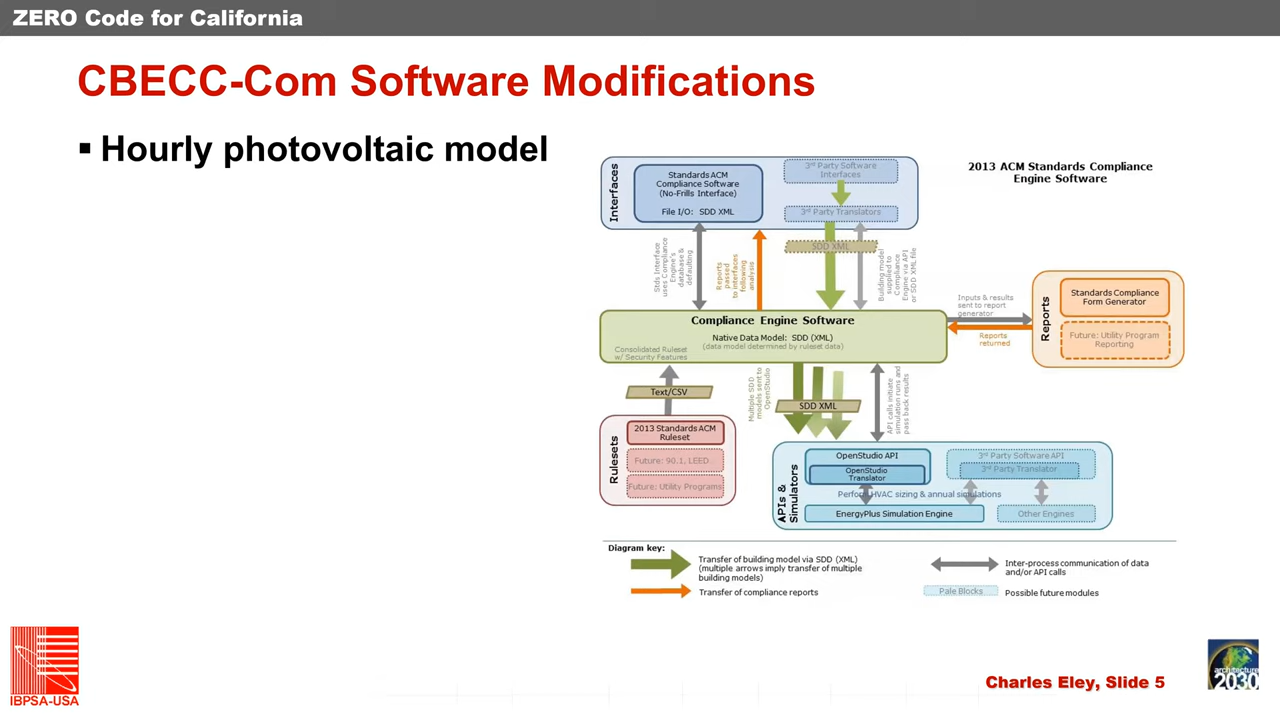 ZERO Code for California
CBECC-Com Software Modifications
▪ Hourly photovoltaic model
2013 ACM Standards Compliance
Engine Software
Interfaces
Standards ACM
Compliance Software
(No-Frills Interface)
File I/O: SDD XML
3rd Party Software
Interfaces
3rd Party Translators
Stds Interface
uses Compliance
Engine's
database &
defaulting
Reports
passed
to interfaces
following
analysis
SDD XML
Building model
supplied to
Compliance
Engine via API
or SDD XML file
Compliance Engine Software
Native Data Model: SDD (XML)
(data model determined by ruleset data)
Consolidated Ruleset
w/ Security Features
Inputs & results
sent to report
generator
Reports
returned
Reports
Standards Compliance
Form Generator
Future: Utility Program
Reporting
Text/CSV
Multiple SDD
models sent to
OpenStudio
SDD XML
API calls initiate
simulation runs and
pass back results
Rulesets
2013 Standards ACM
Ruleset
Future: 90.1, LEED
Future: Utility Programs
APIs &
Simulators
OpenStudio API
OpenStudio
Translator
3rd Party Software API
3rd Party Translator
Perform HVAC sizing & annual simulations
EnergyPlus Simulation Engine
Other Engines
Diagram key:
Transfer of building model via SDD (XML)
(multiple arrows imply transfer of multiple
building models)
Transfer of compliance reports
Inter-process communication of data
and/or API calls
Pale Blocks
Possible future modules
IBPSA-USA
Charles Eley, Slide 5
architecture
2030